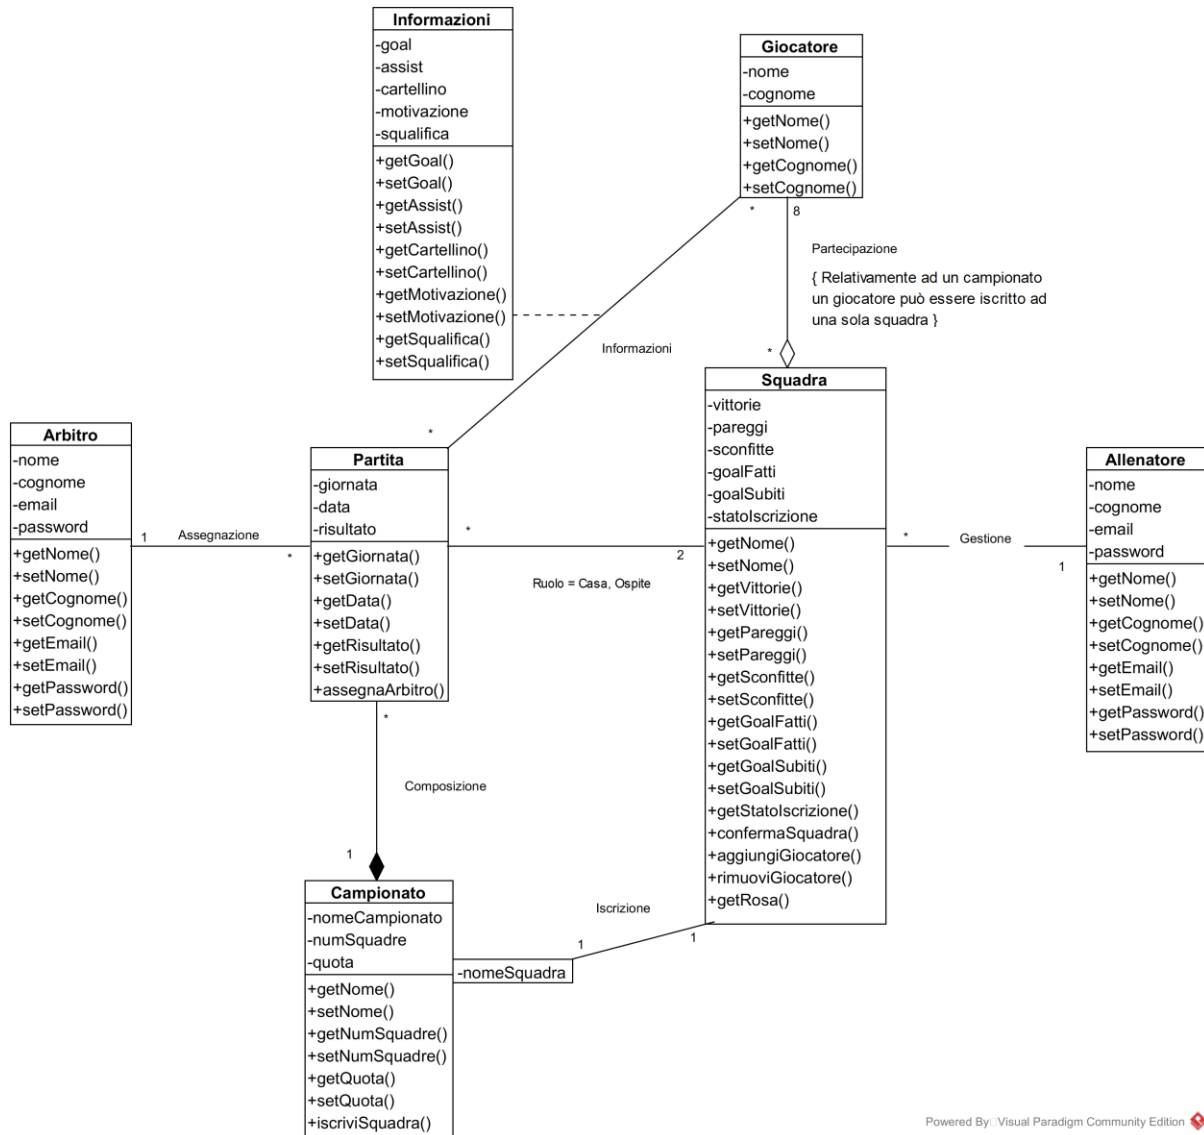 Informazioni
-goal
-assist
-cartellino
-motivazione
-squalifica
+getGoal()
+setGoal()
+getAssist()
+setAssist()
+getCartellino()
+setCartellino()
+getMotivazione()
+setMotivazione()
+getSqualifica()
+setSqualifica()
Giocatore
-nome
-cognome
+getNome()
+setNome()
+getCognome()
+setCognome()
*
8
Partecipazione
{ Relativamente ad un campionato
un giocatore può essere iscritto ad
una sola squadra }
Informazioni
*
*
Squadra
-vittorie
-pareggi
-sconfitte
-goalFatti
-goalSubiti
-statoIscrizione
+getNome()
+setNome()
+getVittorie()
+setVittorie()
+getPareggi()
+setPareggi()
+getSconfitte()
+setSconfitte()
+getGoalFatti()
+setGoalFatti()
+getGoalSubiti()
+setGoalSubiti()
+getStatoIscrizione()
+confermaSquadra()
+aggiungiGiocatore()
+rimuoviGiocatore()
+getRosa()
Arbitro
-nome
-cognome
-email
-password
+getNome()
+setNome()
+getCognome()
+setCognome()
+getEmail()
+setEmail()
+getPassword()
+setPassword()
1
Assegnazione
*
Partita
-giornata
-data
-risultato
+getGiornata()
+setGiornata()
+getData()
+setData()
+getRisultato()
+setRisultato()
+assegnaArbitro()
*
2
Ruolo = Casa, Ospite
*
Gestione
1
Allenatore
-nome
-cognome
-email
-password
+getNome()
+setNome()
+getCognome()
+setCognome()
+getEmail()
+setEmail()
+getPassword()
+setPassword()
*
Composizione
1
Campionato
-nomeCampionato
-numSquadre
-quota
+getNome()
+setNome()
+getNumSquadre()
+setNumSquadre()
+getQuota()
+setQuota()
+iscriviSquadra()
-nomeSquadra
Iscrizione
1
1
Powered By Visual Paradigm Community Edition